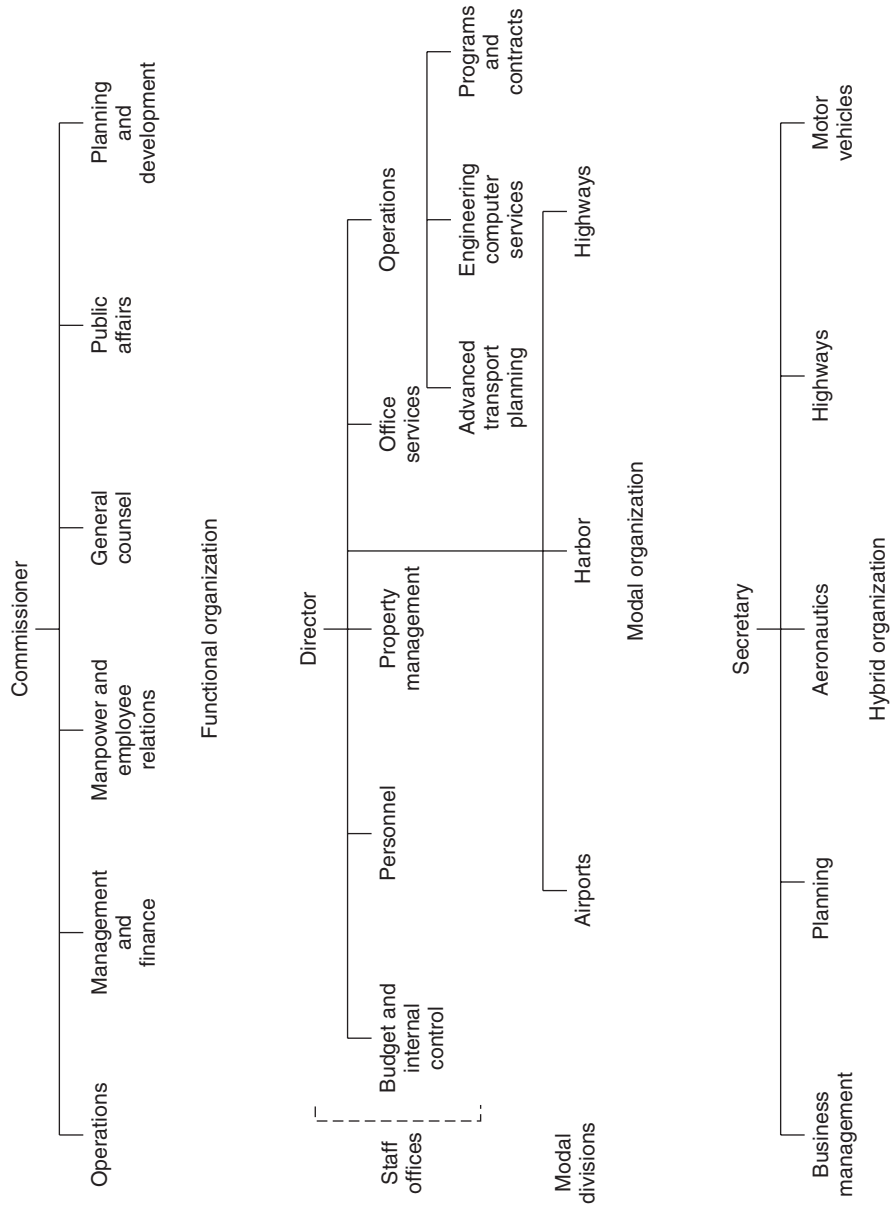 Commissioner
Operations
Management
and
finance
Manpower and
employee
relations
General
counsel
Public
affairs
Planning
and
development
Functional organization
Director
Staff
offices
Budget and
internal
control
Personnel
Property
management
Office
services
Operations
Advanced
transport
planning
Engineering
computer
services
Programs
and
contracts
Modal
divisions
Airports
Harbor
Highways
Modal organization
Secretary
Business
management
Planning
Aeronautics
Highways
Motor
vehicles
Hybrid organization